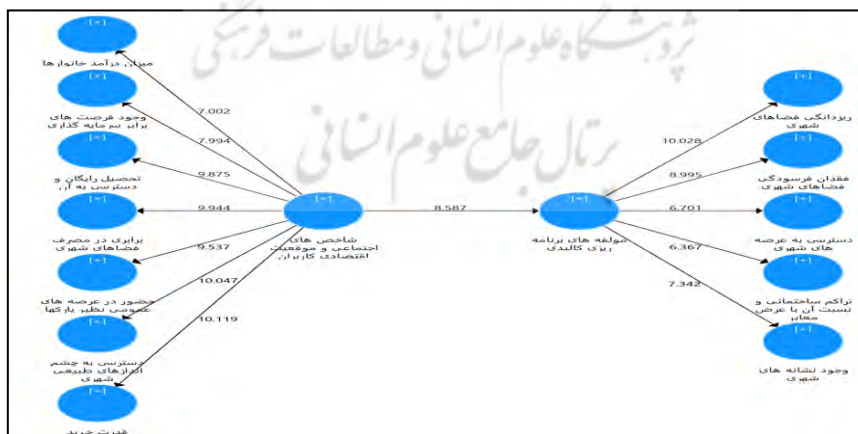 پژوهشگاه علوم انسانی و مطالعات فرهنگی
پرتال جامع علوم انسانی
[+]
میزان درآمد خانوارها
[+]
وجود فرصت های
برابر سرمایه گذاری
[+]
تحصیل رایگان و
دسترسی به آن
[+]
برابری در مصرف
فضاهای شهری
[+]
حضور در عرصه های
عمومی نظیر پارکها
[+]
دسترسی به چشم
اندازهای طبیعی
شهری
[+]
قدرت خرید
7.002
7.994
9.875
9.944
9.537
10.047
10.119
[+]
شاخص های
اجتماعی و موقعیت
اقتصادی کاربران
8.587
[+]
مولفه های برنامه
ریزی کالبدی
10.028
8.995
6.701
6.367
7.342
[+]
ریزدانگی فضاهای
شهری
[+]
فقدان فرسودگی
فضاهای شهری
[+]
دسترسی به عرصه
های شهری
[+]
تراکم ساختمانی و
نسبت آن با عرض
معابر
[+]
وجود نشانه های
شهری